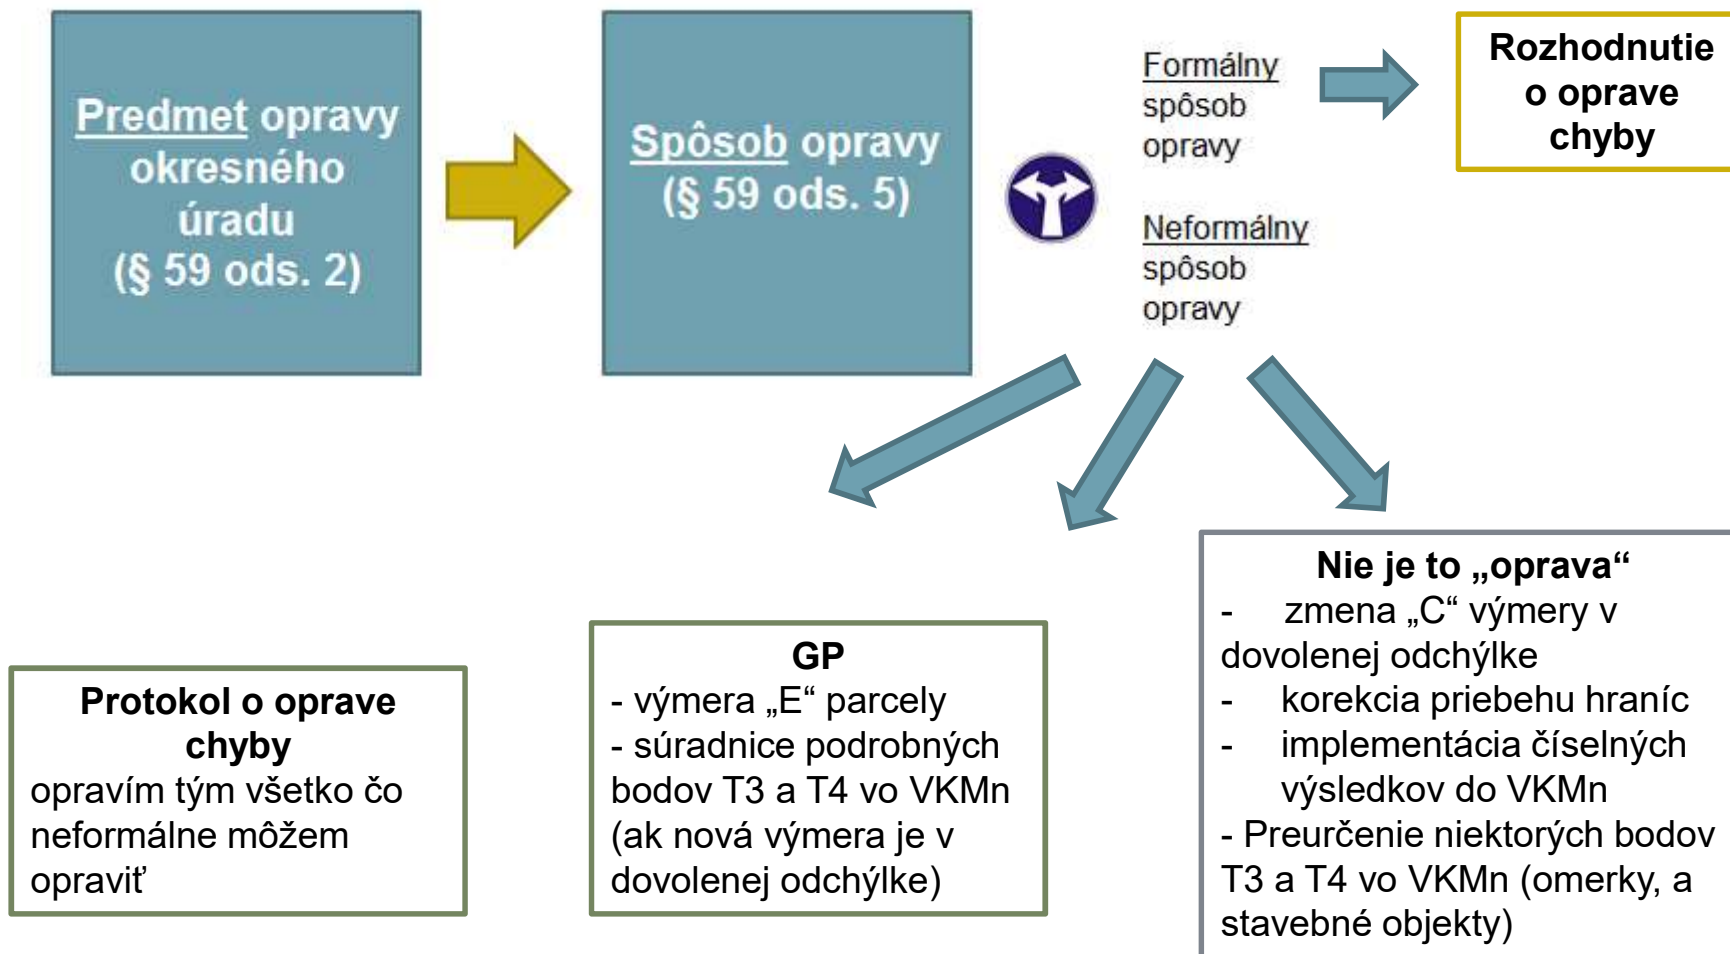 Predmet opravy
okresného
úradu
(§ 59 ods. 2)
Spôsob opravy
(§ 59 ods. 5)
Formálny
spôsob
opravy
Neformálny
spôsob
opravy
Rozhodnutie
o oprave
chyby
Protokol o oprave
chyby
opravím tým všetko čo
neformálne môžem
opraviť
GP
- výmera „E“ parcely
- súradnice podrobných
bodov T3 a T4 vo VKMn
(ak nová výmera je v
dovolenej odchýlke)
Nie je to „oprava“
- zmena „C“ výmery v
dovolenej odchýlke
- korekcia priebehu hraníc
- implementácia číselných
výsledkov do VKMn
- Preurčenie niektorých bodov
T3 a T4 vo VKMn (omerky, a
stavebné objekty)